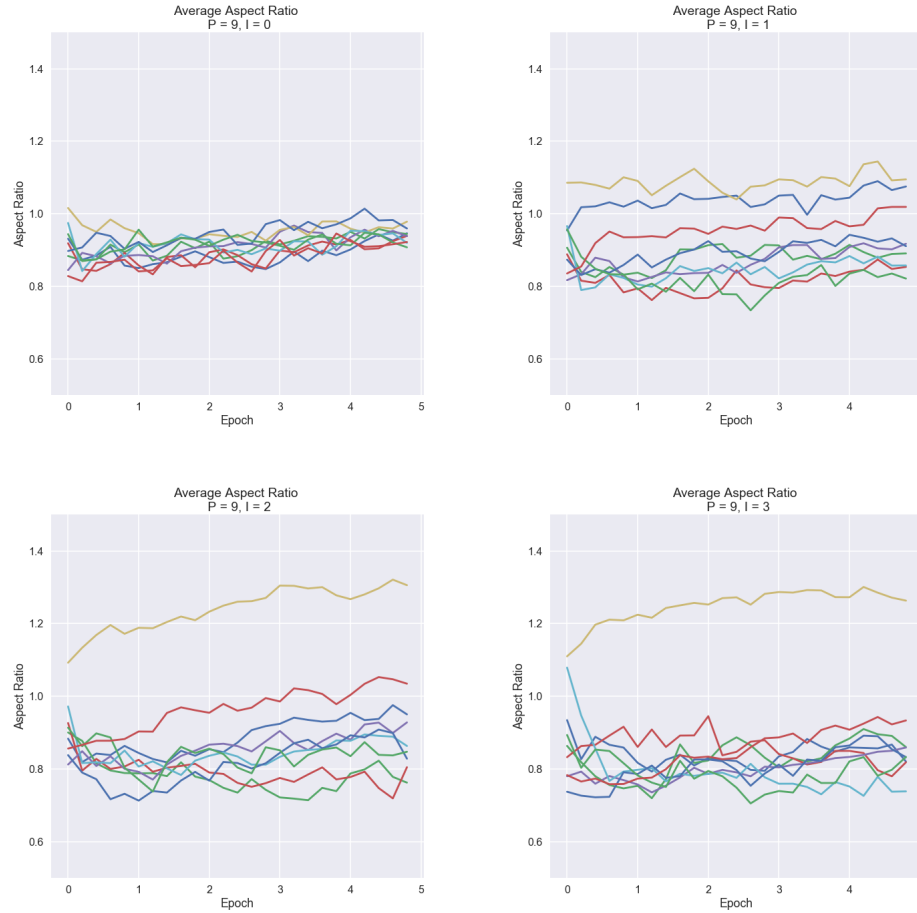 Average Aspect Ratio
P = 9, I = 0
1.4
1.2
1.0
0.8
0.6
Aspect Ratio
0 1 2 3 4 5
Epoch
Average Aspect Ratio
P = 9, I = 1
1.4
1.2
1.0
0.8
0.6
Aspect Ratio
0 1 2 3 4
Epoch
Average Aspect Ratio
P = 9, I = 2
1.4
1.2
1.0
0.8
0.6
Aspect Ratio
0 1 2 3 4 5
Epoch
Average Aspect Ratio
P = 9, I = 3
1.4
1.2
1.0
0.8
0.6
Aspect Ratio
0 1 2 3 4
Epoch